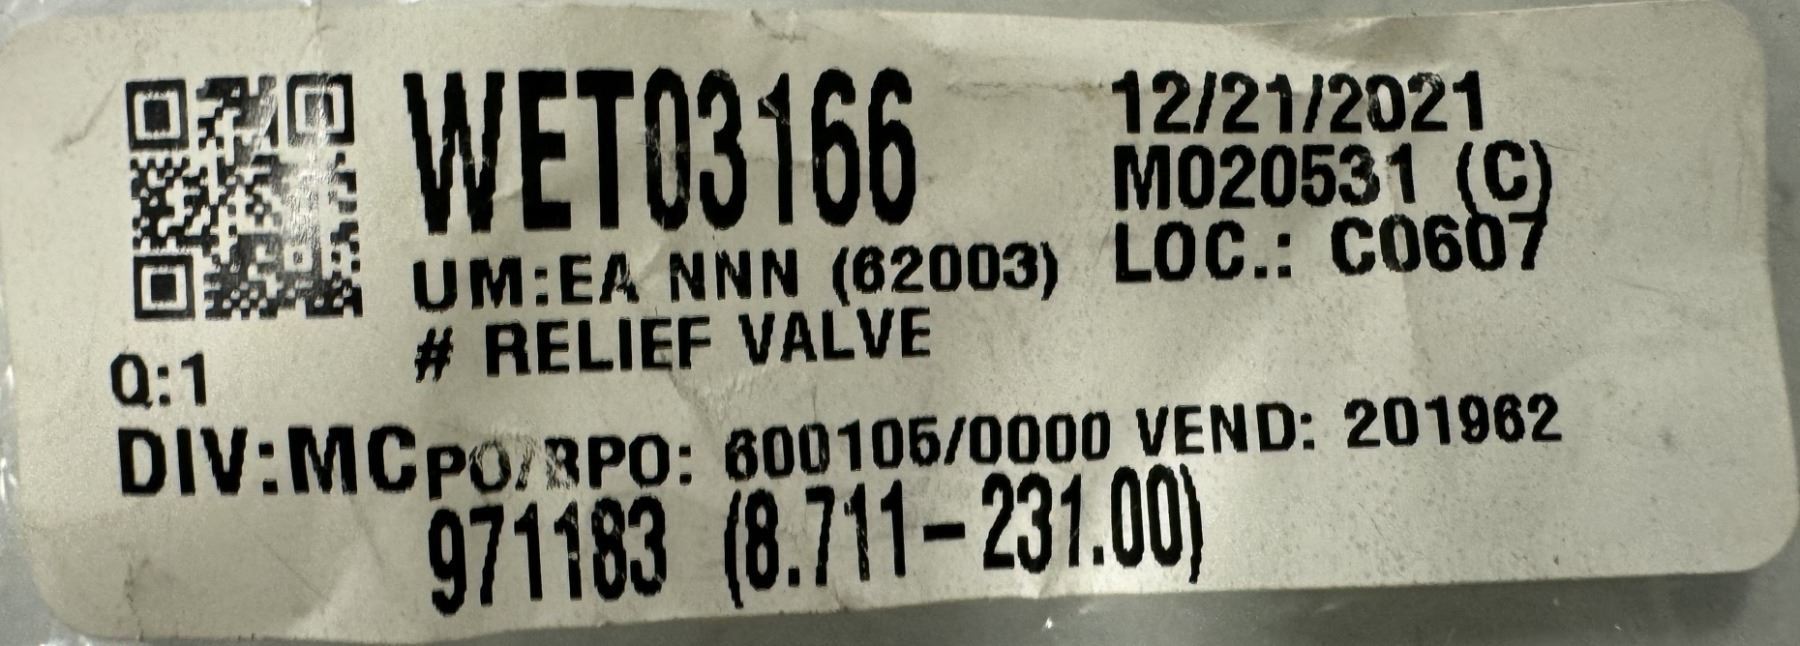 WET03166
12/21/2021
M020531 (C)
LOC.: C0607
UM:EA NNN (62003)
# RELIEF VALVE
Q:1
DIV:MC PO/BPO: 600105/0000 VEND: 201962
971183 (8.711-231.00)